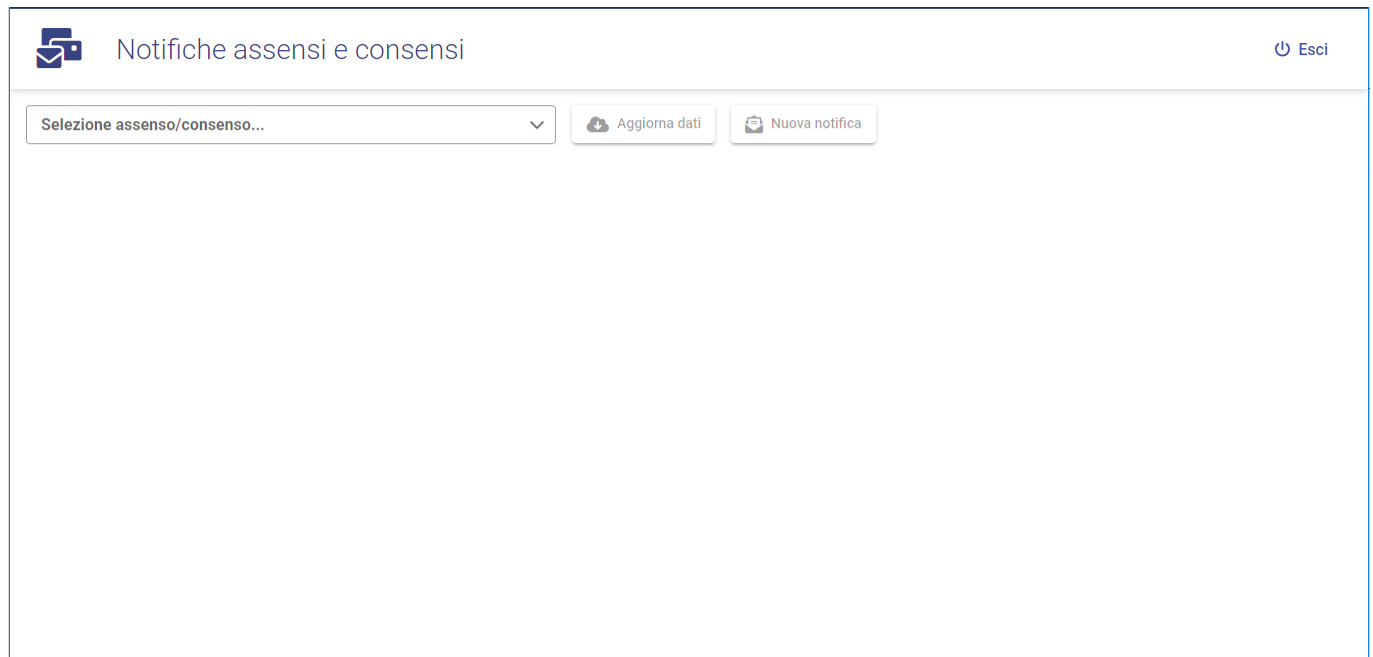 Notifiche assensi e consensi
Esci
Selezione assenso/consenso...
Aggiorna dati
Nuova notifica